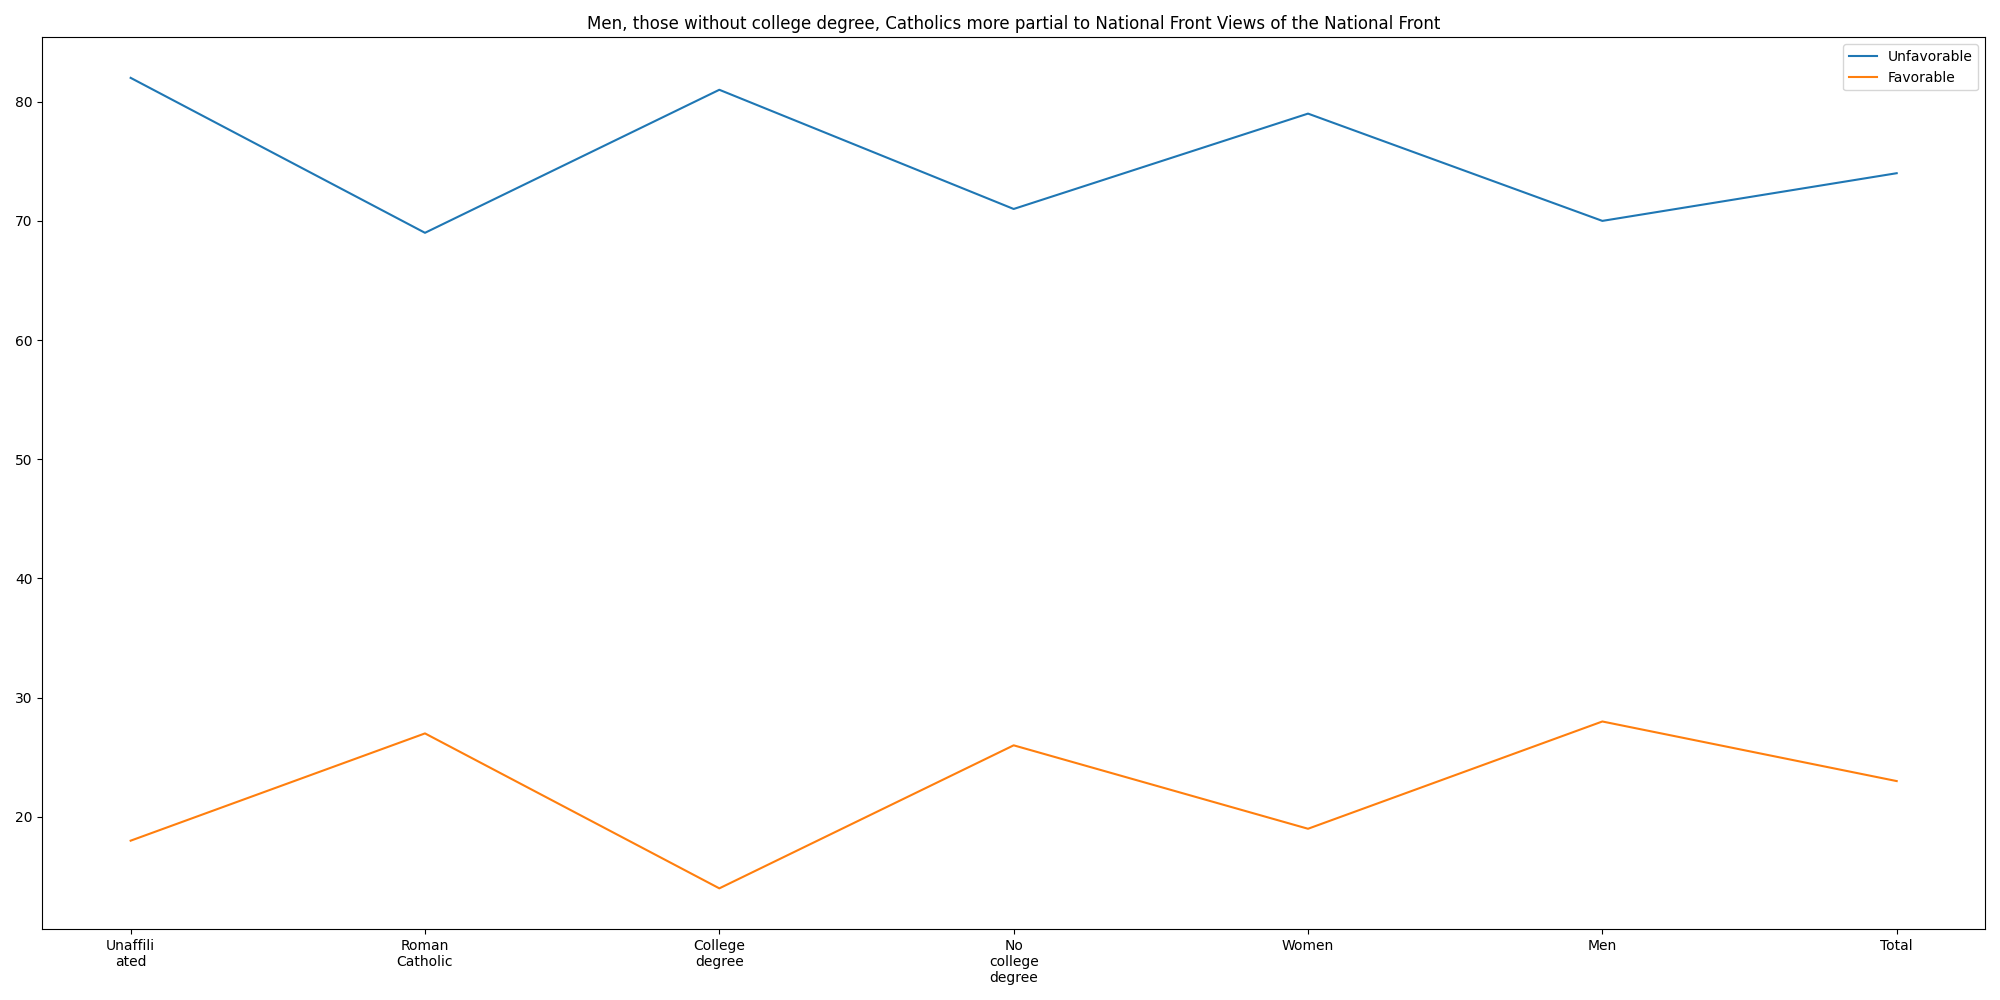 Men, those without college degree, Catholics more partial to National Front Views of the National Front
Unfavorable
Favorable
80
70
60
50
40
30
20
Unaffili
ated
Roman
Catholic
College
degree
No
college
degree
Women
Men
Total